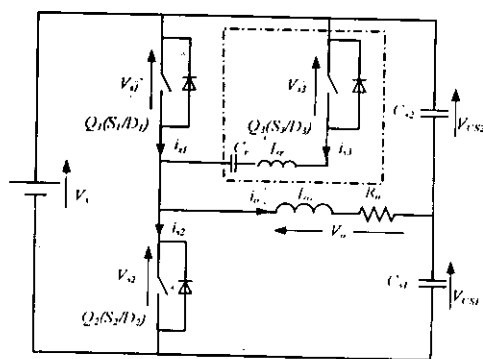 V_s1
V_s3
C_s2
V_CS2
Q_1(S_1/D_1)
Q_3(S_3/D_3)
i_s1
C_r
L_r
i_s3
V_s
i_o
L_o
R_o
i_s2
V_o
V_s2
C_s1
V_CS1
Q_2(S_2/D_2)